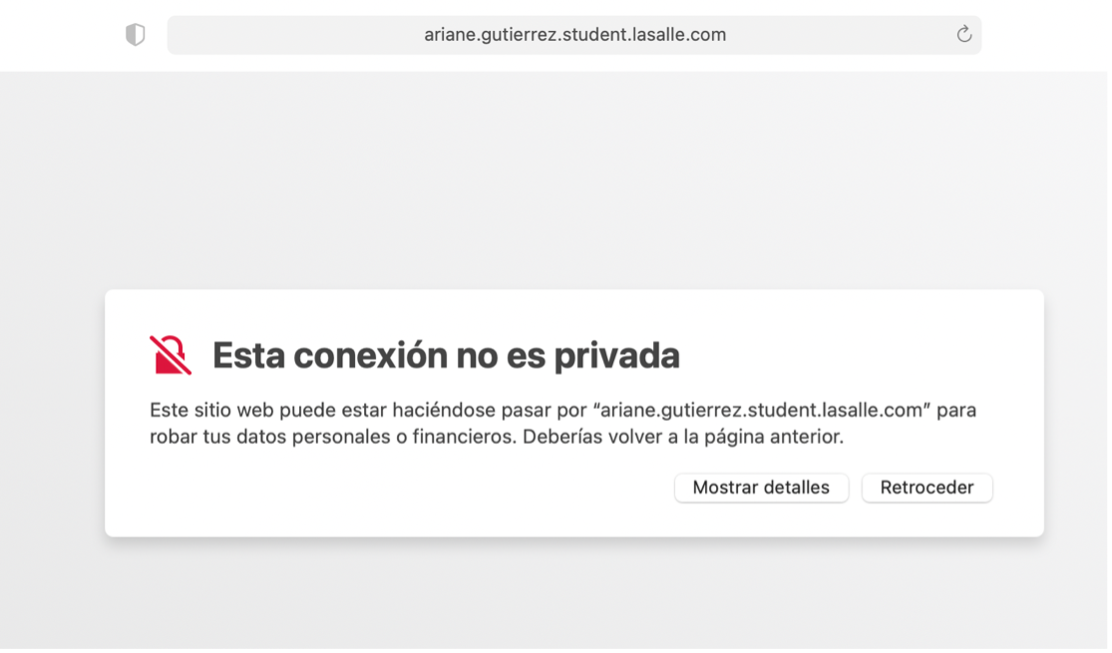 ariane.gutierrez.student.lasalle.com
Esta conexión no es privada
Este sitio web puede estar haciéndose pasar por “ariane.gutierrez.student.lasalle.com” para
robar tus datos personales o financieros. Deberías volver a la página anterior.
Mostrar detalles
Retroceder